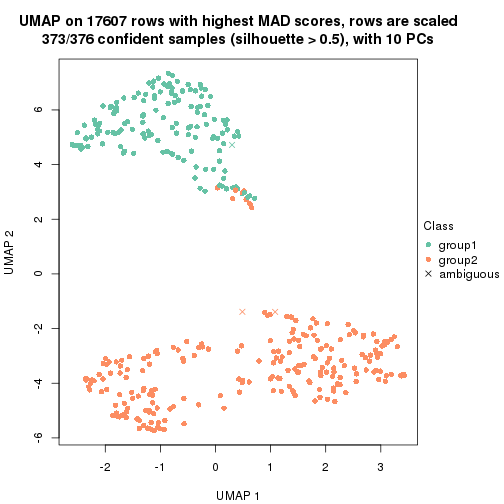 UMAP on 17607 rows with highest MAD scores, rows are scaled
373/376 confident samples (silhouette > 0.5), with 10 PCs
6
4
2
0
-2
-4
-6
UMAP 2
-2
-1
0
1
2
3
UMAP 1
Class
group1
group2
ambiguous